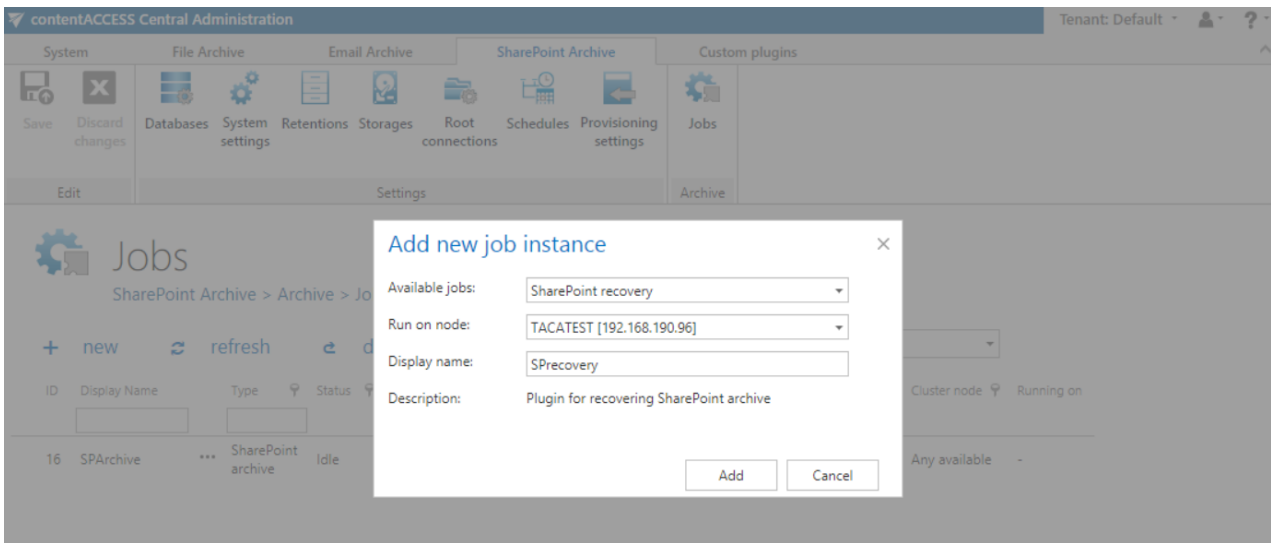 contentACCESS Central Administration
Tenant: Default
?
System
File Archive
Email Archive
SharePoint Archive
Custom plugins
Save
Discard
changes
Databases
System
settings
Retentions
Storages
Root
connections
Schedules
Provisioning
settings
Jobs
Edit
Settings
Archive
Jobs
SharePoint Archive > Archive > Jo
+ new
refresh
d
ID
Display Name
Type
Status
Cluster node
Running on
16
SPArchive
...
SharePoint
archive
Idle
Any available
-
Add new job instance
Available jobs:
SharePoint recovery
Run on node:
TACATEST [192.168.190.96]
Display name:
SPrecovery
Description:
Plugin for recovering SharePoint archive
Add
Cancel